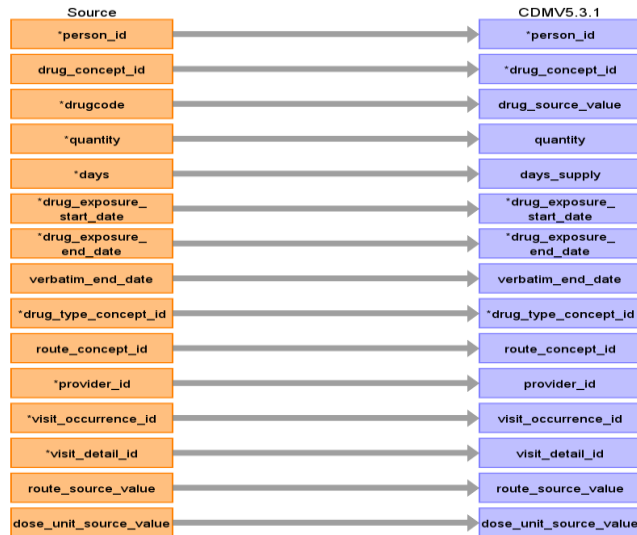 Source CDMV5.3.1
*person_id *person_id
drug_concept_id *drug_concept_id
*drugcode drug_source_value
*quantity quantity
*days days_supply
*drug_exposure_ *drug_exposure_
start_date start_date
*drug_exposure_ *drug_exposure_
end_date end_date
verbatim_end_date verbatim_end_date
*drug_type_concept_id *drug_type_concept_id
route_concept_id route_concept_id
*provider_id provider_id
*visit_occurrence_id visit_occurrence_id
*visit_detail_id visit_detail_id
route_source_value route_source_value
dose_unit_source_value dose_unit_source_value